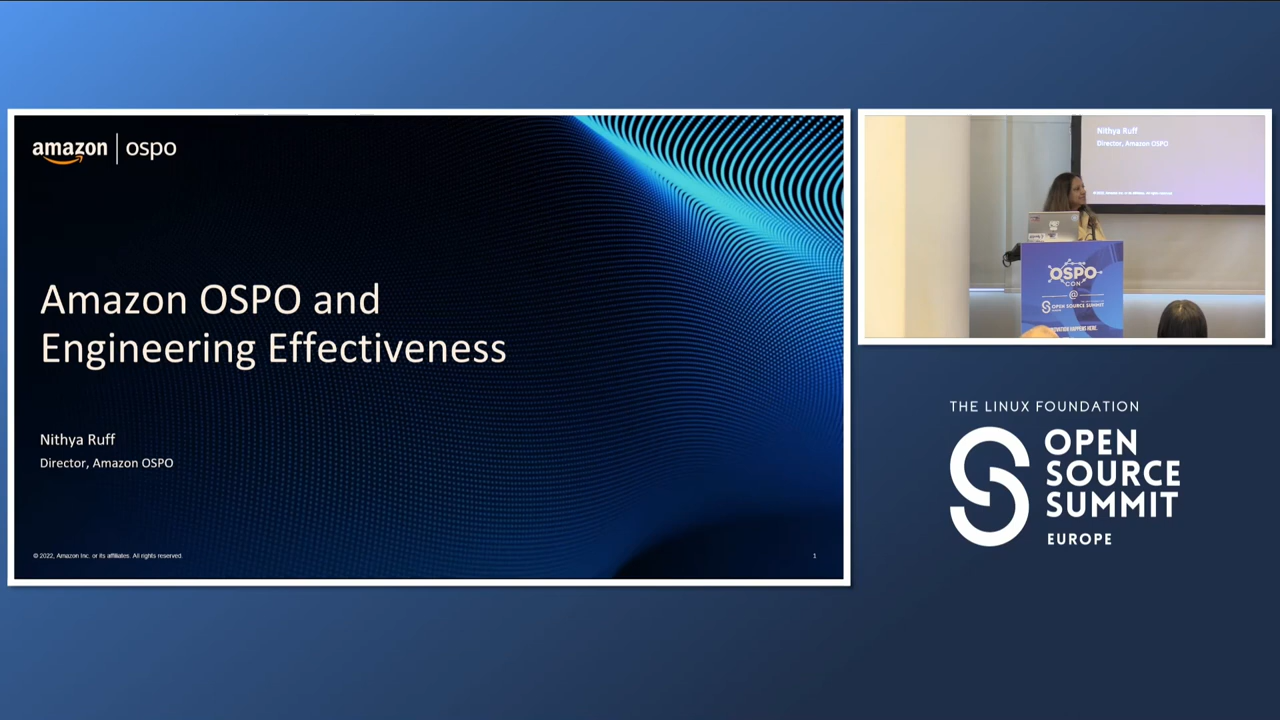 amazon | ospo
Amazon OSPO and
Engineering Effectiveness
Nithya Ruff
Director, Amazon OSPO
© 2022, Amazon Inc. or its affiliates. All rights reserved.
1
Nithya Ruff
Director, Amazon OSPO
OSPO
CON
@
OPEN SOURCE SUMMIT
THE LINUX FOUNDATION
OPEN
SOURCE
SUMMIT
EUROPE